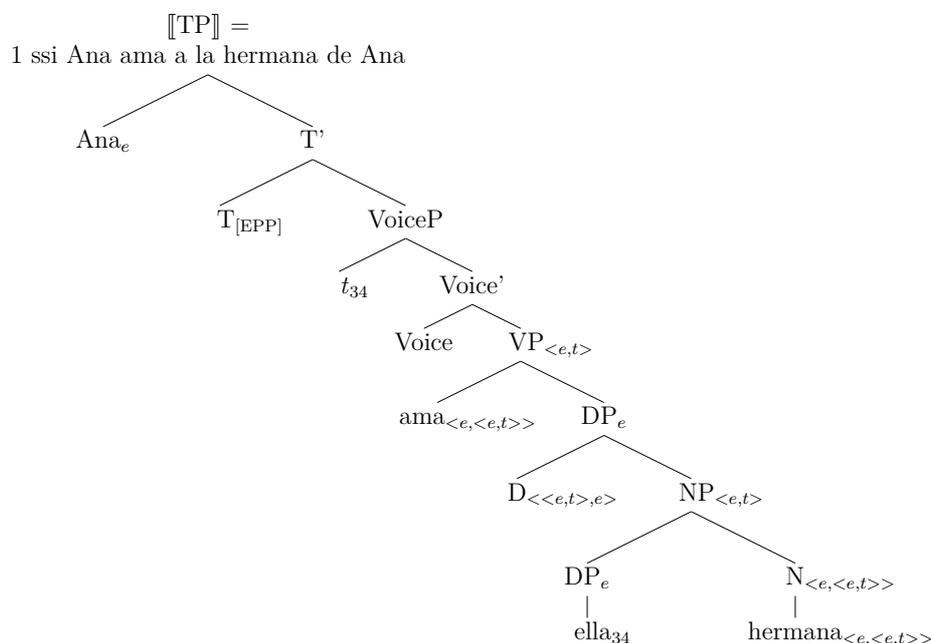 ⟦TP⟧ =
1 ssi Ana ama a la hermana de Ana
Ana_e T'
T_[EPP] VoiceP
t_34 Voice'
Voice VP_<e,t>
ama_<e,<e,t>> DP_e
D_<<e,t>,e> NP_<e,t>
DP_e N_<e,<e,t>>
ella_34 hermana_<e,<e,t>>